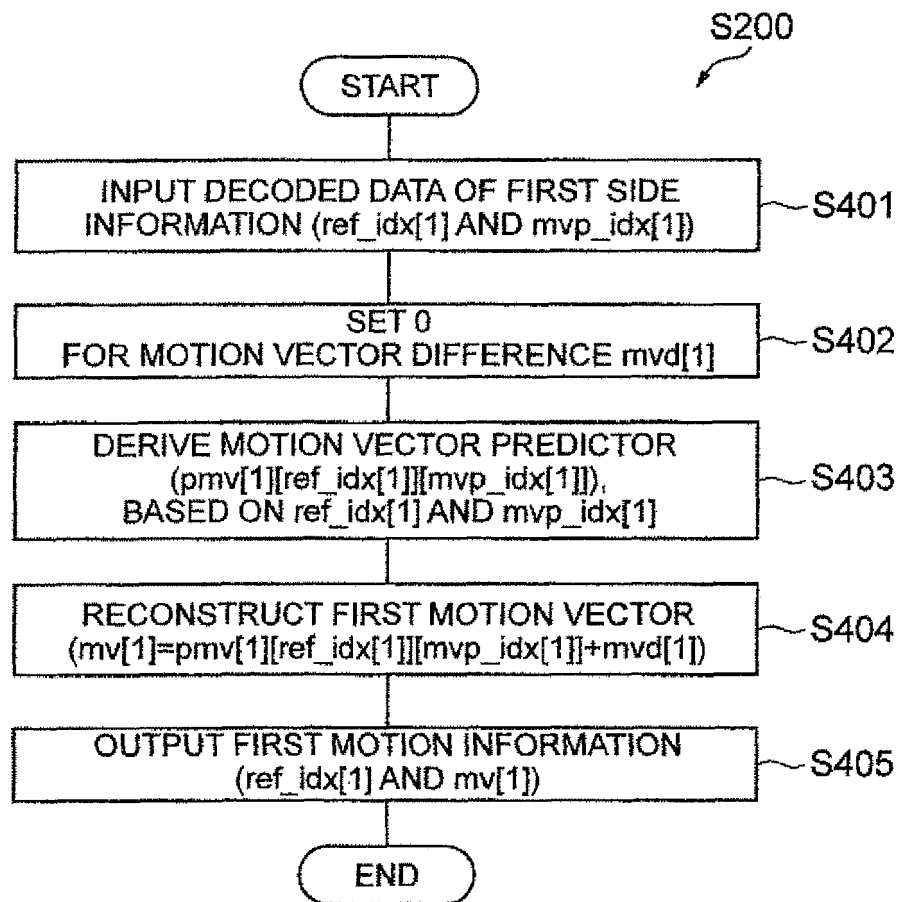 S200
START
INPUT DECODED DATA OF FIRST SIDE
INFORMATION (ref_idx[1] AND mvp_idx[1])
S401
SET 0
FOR MOTION VECTOR DIFFERENCE mvd[1]
S402
DERIVE MOTION VECTOR PREDICTOR
(pmv[1][ref_idx[1]][mvp_idx[1]]),
BASED ON ref_idx[1] AND mvp_idx[1]
S403
RECONSTRUCT FIRST MOTION VECTOR
(mv[1]=pmv[1][ref_idx[1]][mvp_idx[1]]+mvd[1])
S404
OUTPUT FIRST MOTION INFORMATION
(ref_idx[1] AND mv[1])
S405
END